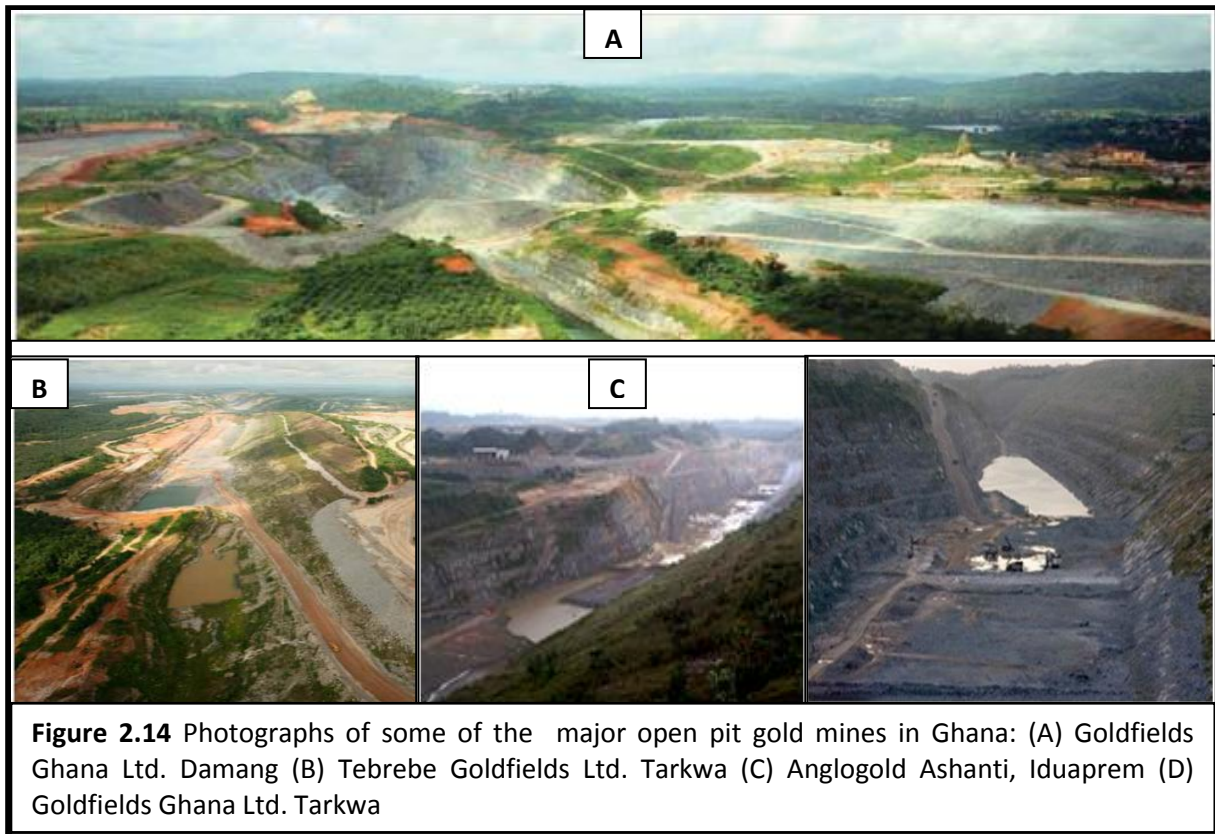 A
B
C
Figure 2.14 Photographs of some of the major open pit gold mines in Ghana: (A) Goldfields
Ghana Ltd. Damang (B) Tebrebe Goldfields Ltd. Tarkwa (C) Anglogold Ashanti, Iduaprem (D)
Goldfields Ghana Ltd. Tarkwa